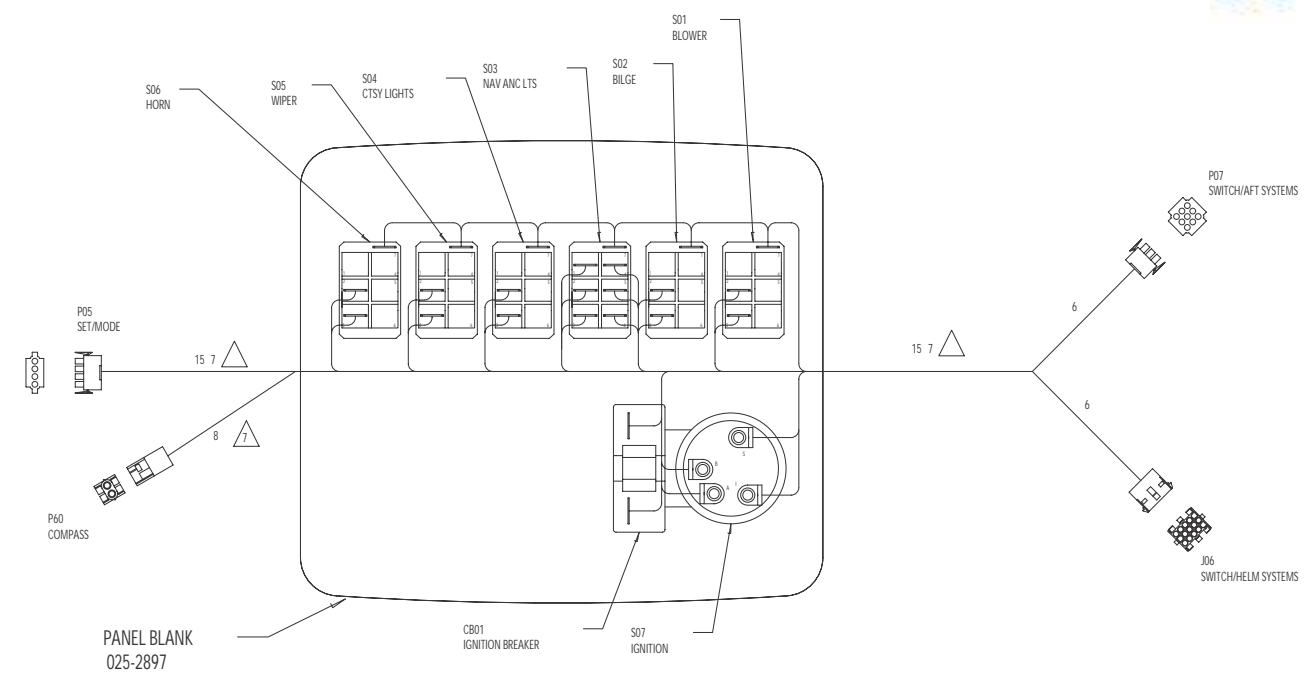 S01
BLOWER
S02
BILGE
S03
NAV ANC LTS
S04
CTSY LIGHTS
S05
WIPER
S06
HORN
P07
SWITCH/AFT SYSTEMS
P05
SET/MODE
15 7
15 7
6
6
8 7
S
B
A I
P60
COMPASS
J06
SWITCH/HELM SYSTEMS
CB01
IGNITION BREAKER
S07
IGNITION
PANEL BLANK
025-2897